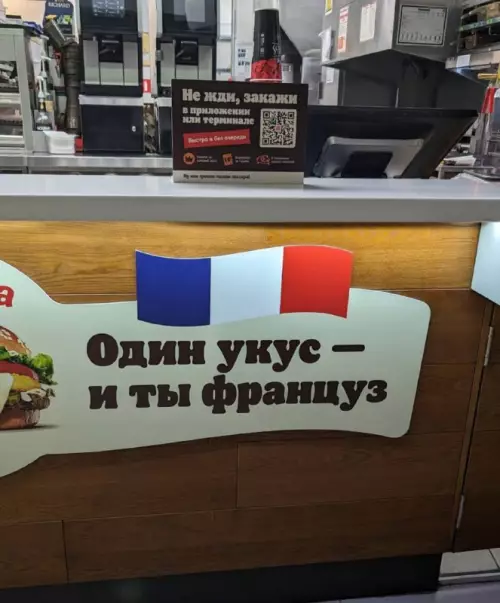 Не жди, закажи
в приложении
или терминале
Быстро и без очереди
а
Один укус —
и ты француз